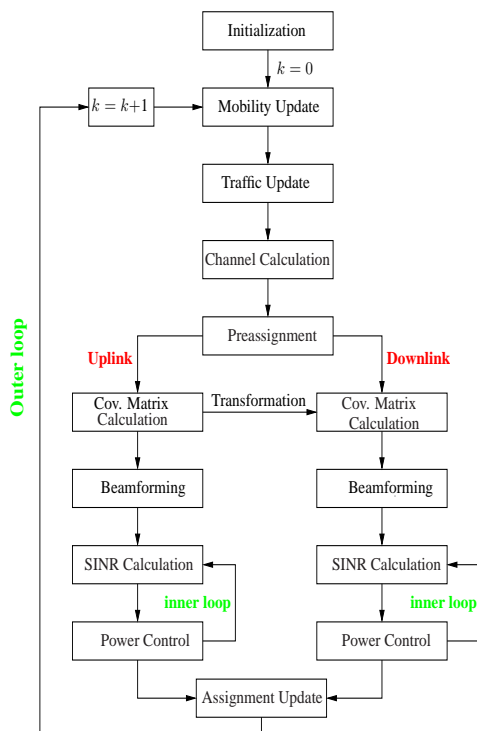 Initialization
k = 0
k = k+1
Mobility Update
Traffic Update
Channel Calculation
Preassignment
Uplink
Downlink
Outer loop
Cov. Matrix
Calculation
Transformation
Cov. Matrix
Calculation
Beamforming
Beamforming
SINR Calculation
SINR Calculation
inner loop
inner loop
Power Control
Power Control
Assignment Update